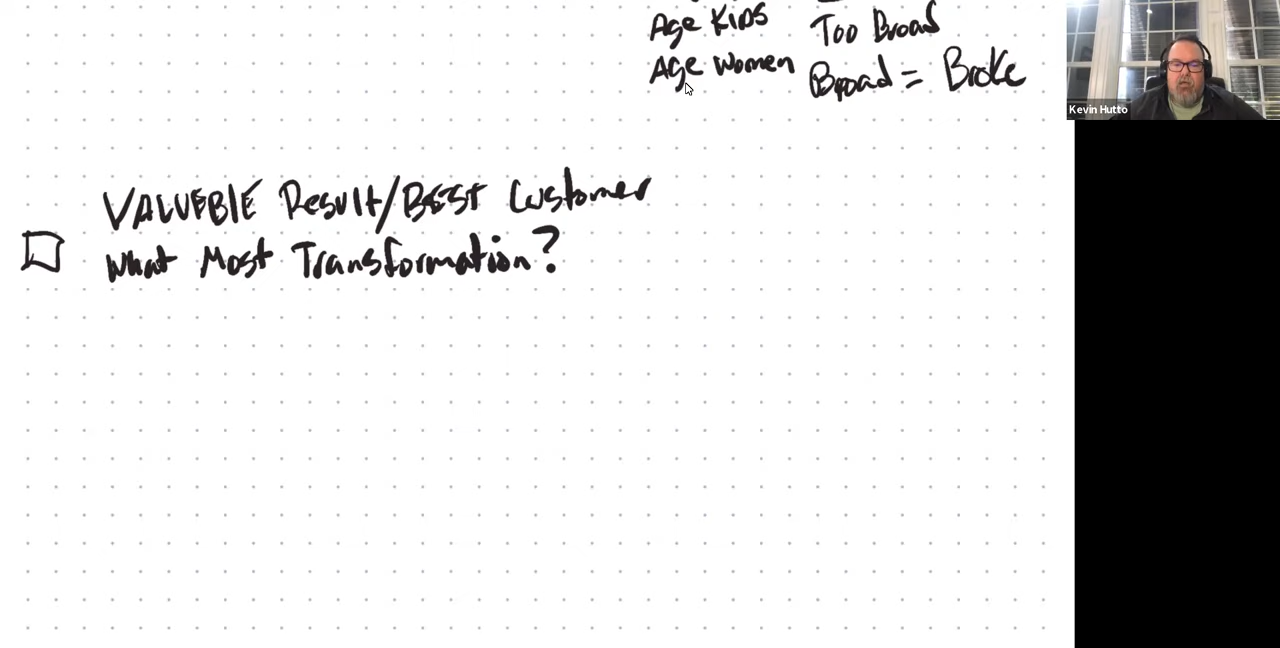 Age Kids Too Broad
Age Women Broad = Broke
Kevin Hutto
VALUEBlE Result/BEST Customer
What Most Transformation?